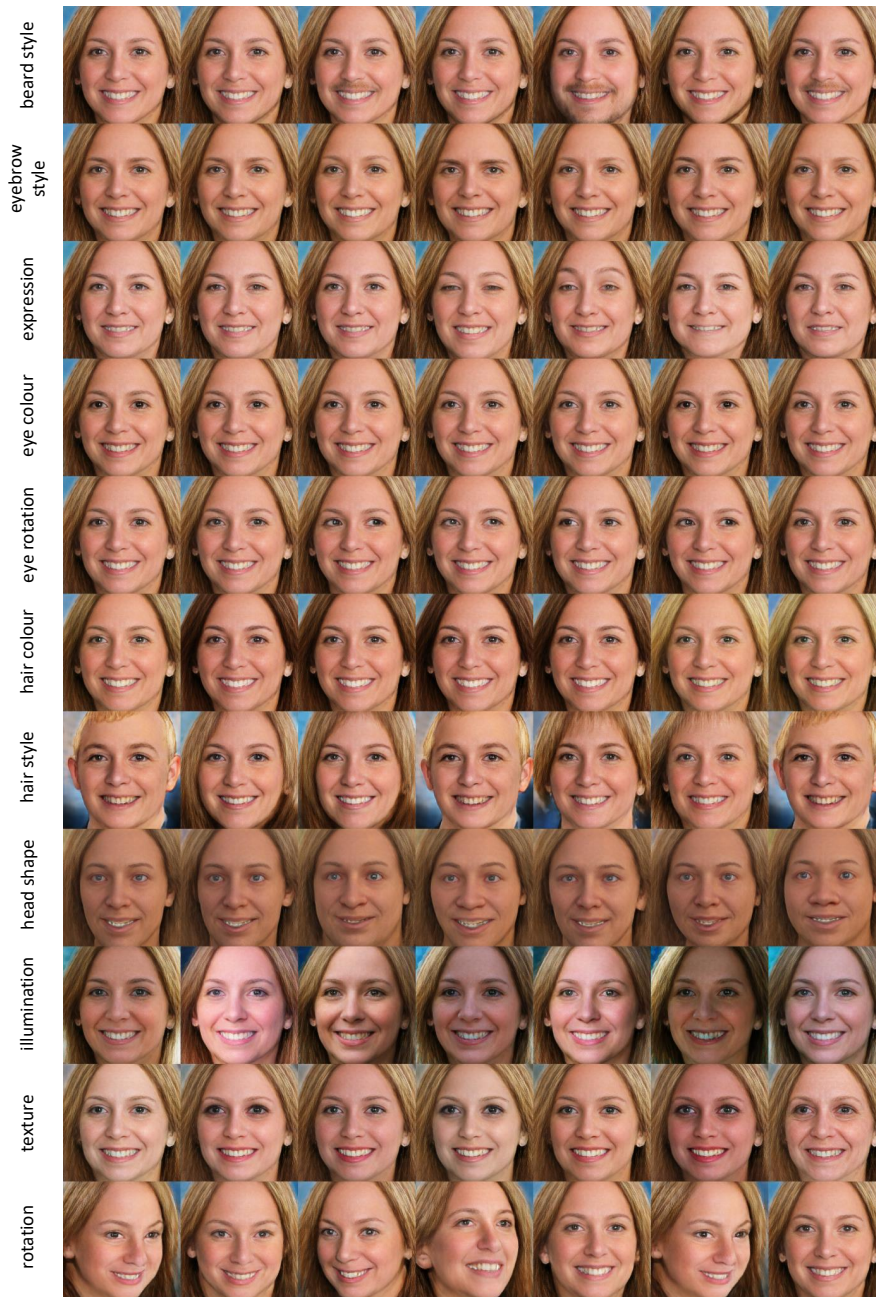 beard style
eyebrow
style
expression
eye colour
eye rotation
hair colour
hair style
head shape
illumination
texture
rotation